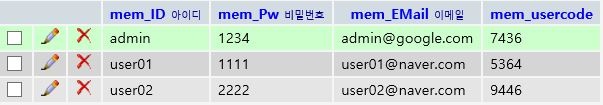 mem_ID 아이디 mem_Pw 비밀번호 mem_EMail 이메일 mem_usercode
admin 1234 admin@google.com 7436
user01 1111 user01@naver.com 5364
user02 2222 user02@naver.com 9446